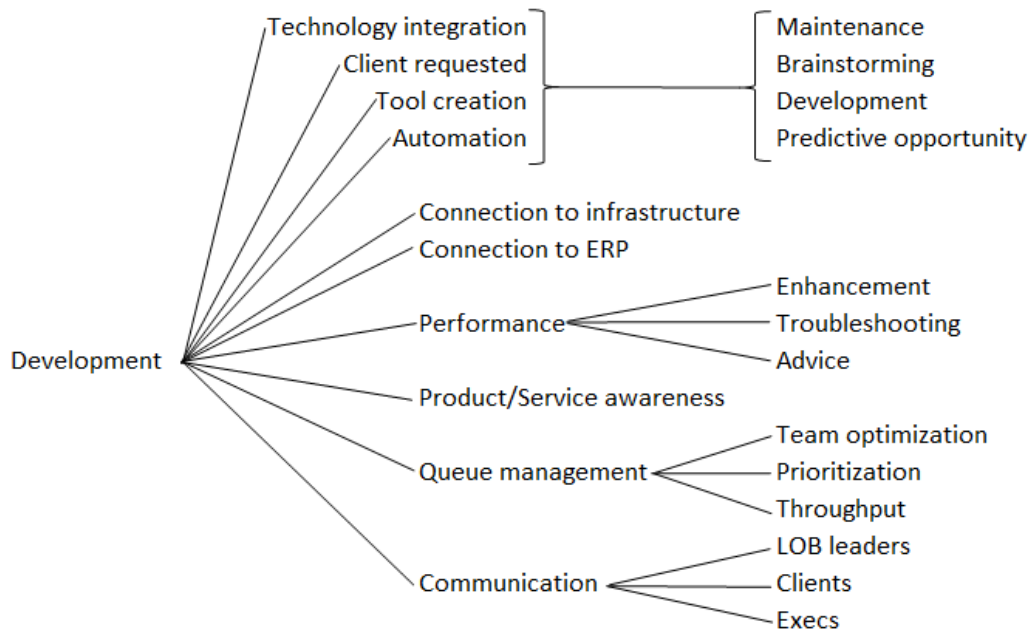 Technology integration
Client requested
Tool creation
Automation
Maintenance
Brainstorming
Development
Predictive opportunity
Connection to infrastructure
Connection to ERP
Development
Performance
Enhancement
Troubleshooting
Advice
Product/Service awareness
Queue management
Team optimization
Prioritization
Throughput
Communication
LOB leaders
Clients
Execs